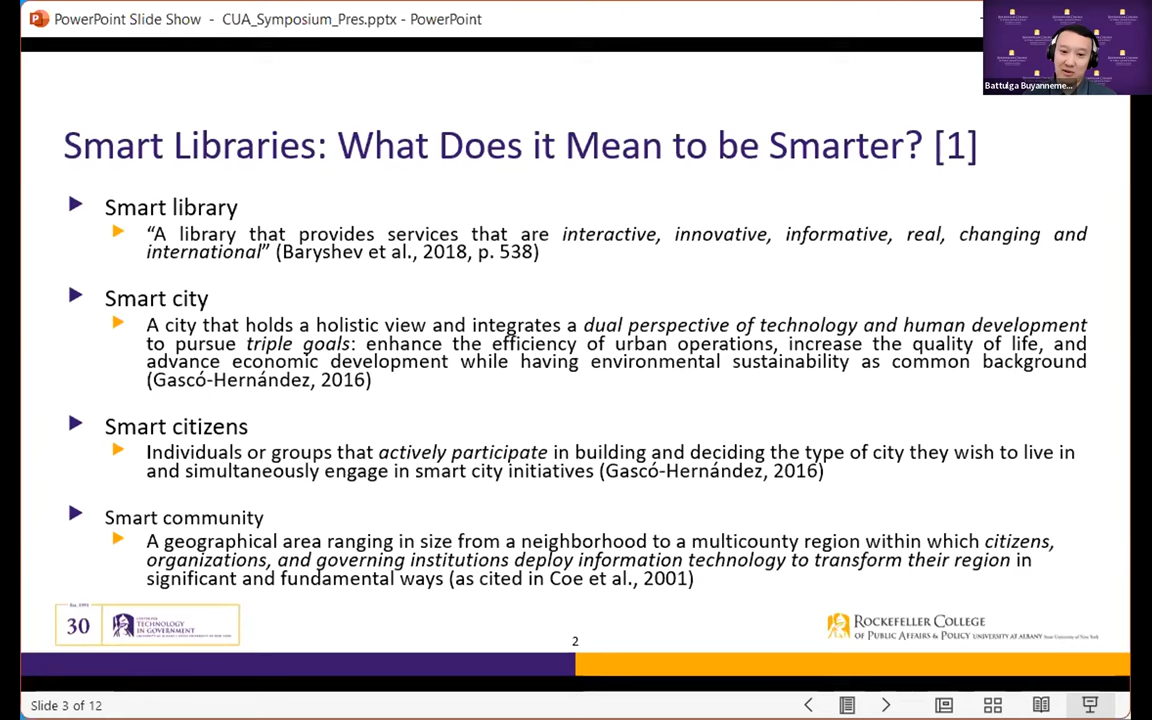 PowerPoint Slide Show - CUA_Symposium_Pres.pptx - PowerPoint
Battulga Buyanneme...
Smart Libraries: What Does it Mean to be Smarter? [1]
Smart library
“A library that provides services that are interactive, innovative, informative, real, changing and
international” (Baryshev et al., 2018, p. 538)
Smart city
A city that holds a holistic view and integrates a dual perspective of technology and human development
to pursue triple goals: enhance the efficiency of urban operations, increase the quality of life, and
advance economic development while having environmental sustainability as common background
(Gascó-Hernández, 2016)
Smart citizens
Individuals or groups that actively participate in building and deciding the type of city they wish to live in
and simultaneously engage in smart city initiatives (Gascó-Hernández, 2016)
Smart community
A geographical area ranging in size from a neighborhood to a multicounty region within which citizens,
organizations, and governing institutions deploy information technology to transform their region in
significant and fundamental ways (as cited in Coe et al., 2001)
Est. 1993
30
CENTER FOR
TECHNOLOGY
IN GOVERNMENT
ROCKEFELLER COLLEGE
OF PUBLIC AFFAIRS & POLICY UNIVERSITY AT ALBANY State University of New York
2
Slide 3 of 12